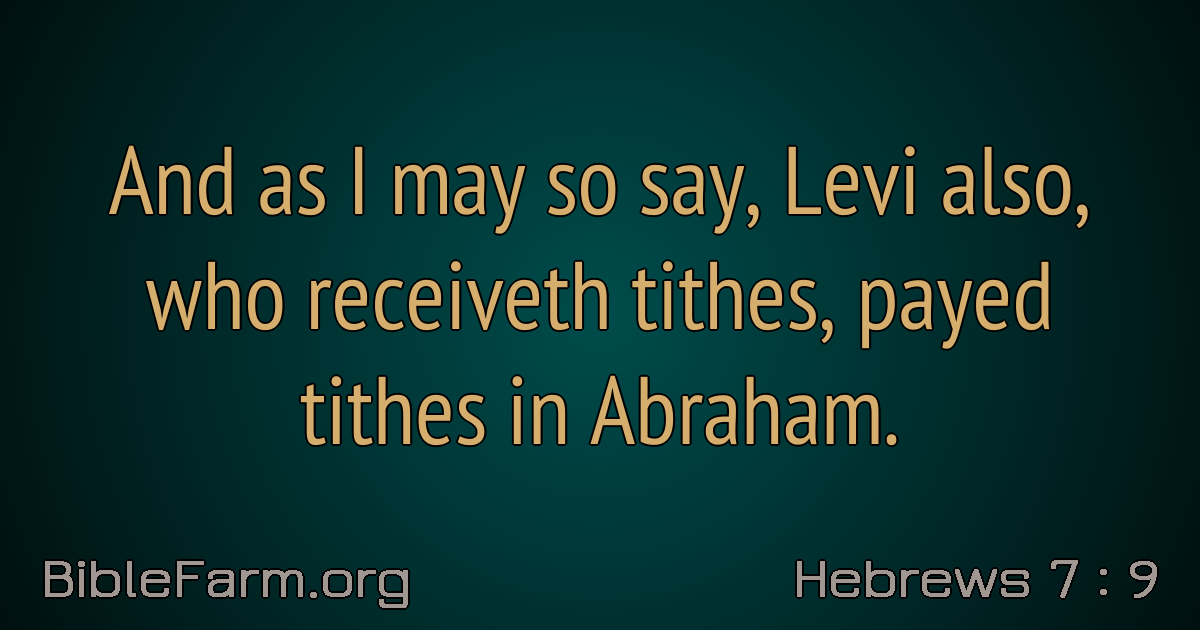 And as I may so say, Levi also,
who receiveth tithes, payed
tithes in Abraham.
BibleFarm.org
Hebrews 7 : 9